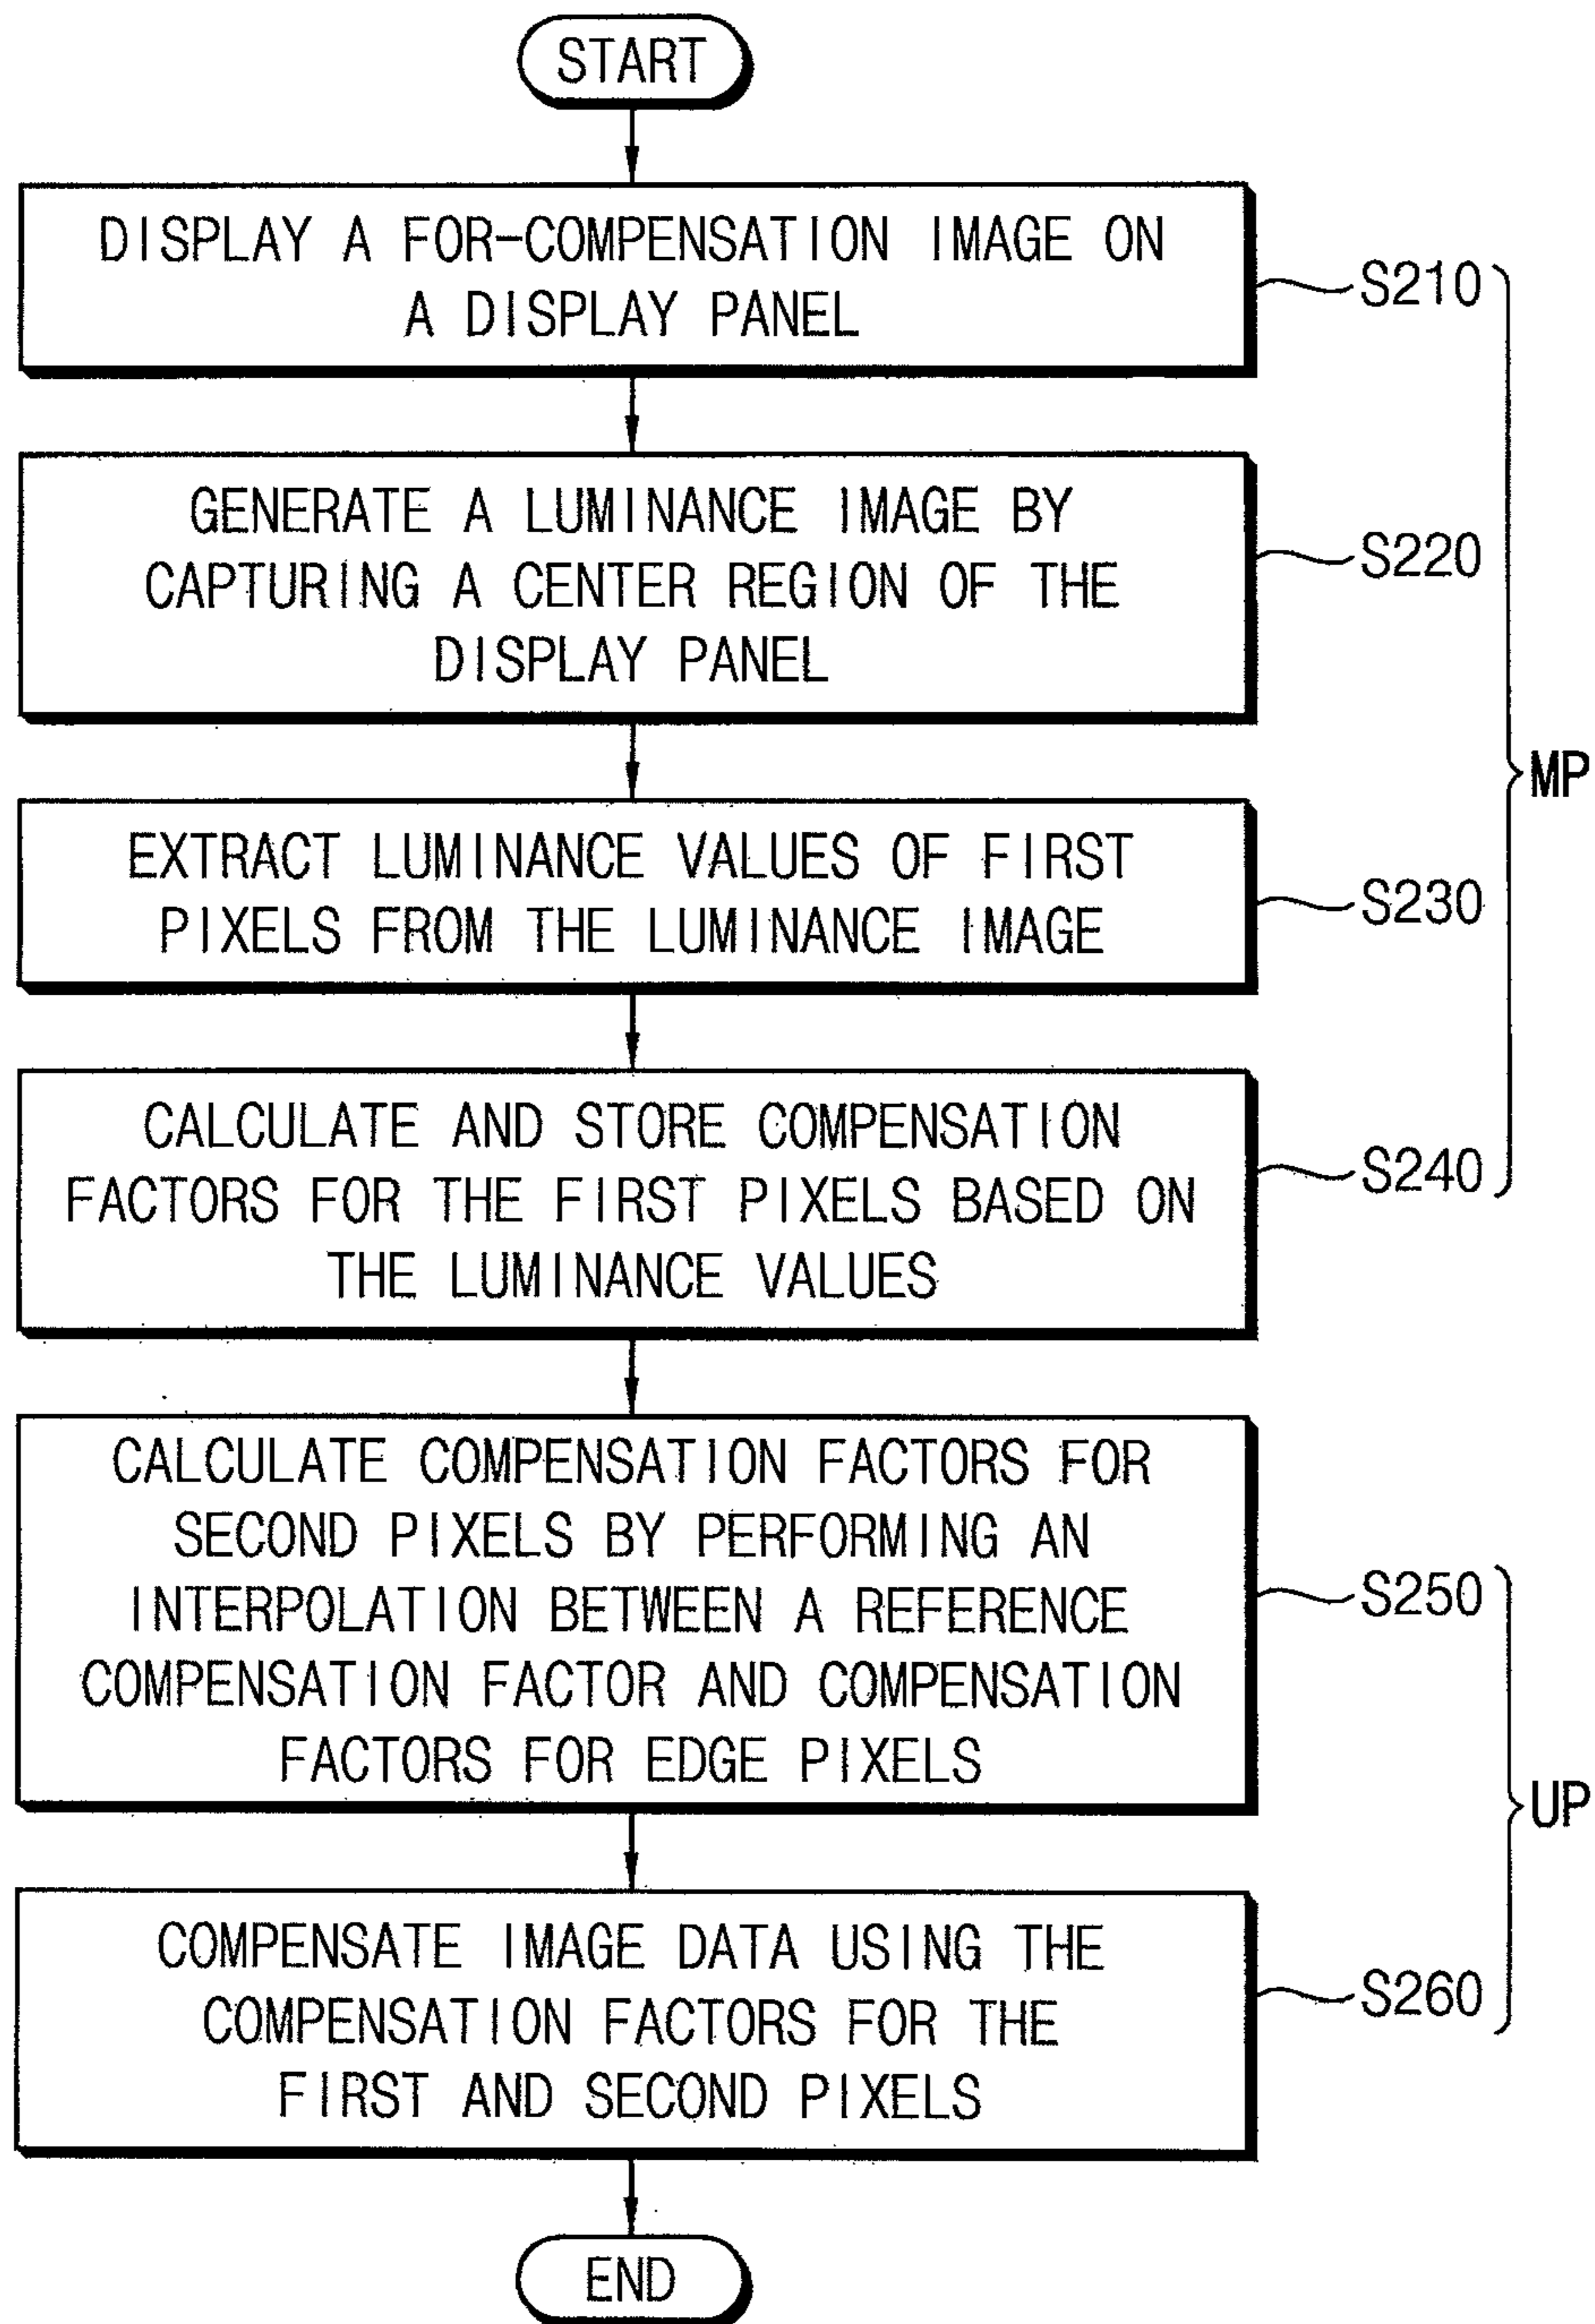 START
DISPLAY A FOR-COMPENSATION IMAGE ON
A DISPLAY PANEL
S210
GENERATE A LUMINANCE IMAGE BY
CAPTURING A CENTER REGION OF THE
DISPLAY PANEL
S220
MP
EXTRACT LUMINANCE VALUES OF FIRST
PIXELS FROM THE LUMINANCE IMAGE
S230
CALCULATE AND STORE COMPENSATION
FACTORS FOR THE FIRST PIXELS BASED ON
THE LUMINANCE VALUES
S240
CALCULATE COMPENSATION FACTORS FOR
SECOND PIXELS BY PERFORMING AN
INTERPOLATION BETWEEN A REFERENCE
COMPENSATION FACTOR AND COMPENSATION
FACTORS FOR EDGE PIXELS
S250
UP
COMPENSATE IMAGE DATA USING THE
COMPENSATION FACTORS FOR THE
FIRST AND SECOND PIXELS
S260
END